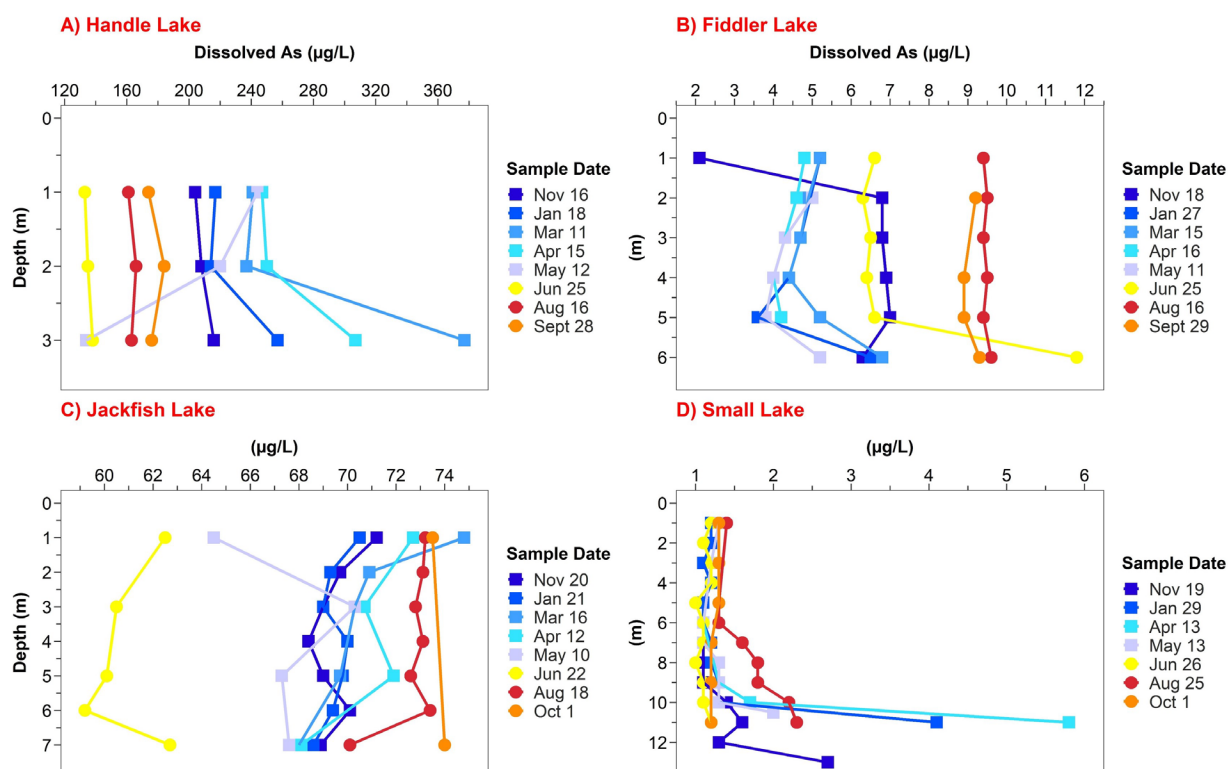 A) Handle Lake
Dissolved As (µg/L)
120 160 200 240 280 320 360
0
1
2
3
Depth (m)
Sample Date
Nov 16
Jan 18
Mar 11
Apr 15
May 12
Jun 25
Aug 16
Sept 28
B) Fiddler Lake
Dissolved As (µg/L)
2 3 4 5 6 7 8 9 10 11 12
0
1
2
3
4
5
6
(m)
Sample Date
Nov 18
Jan 27
Mar 15
Apr 16
May 11
Jun 25
Aug 16
Sept 29
C) Jackfish Lake
(µg/L)
60 62 64 66 68 70 72 74
0
1
2
3
4
5
6
7
Depth (m)
Sample Date
Nov 20
Jan 21
Mar 16
Apr 12
May 10
Jun 22
Aug 18
Oct 1
D) Small Lake
µg/L)
1 2 3 4 5 6
0
2
4
6
8
10
12
(m)
Sample Date
Nov 19
Jan 29
Apr 13
May 13
Jun 26
Aug 25
Oct 1